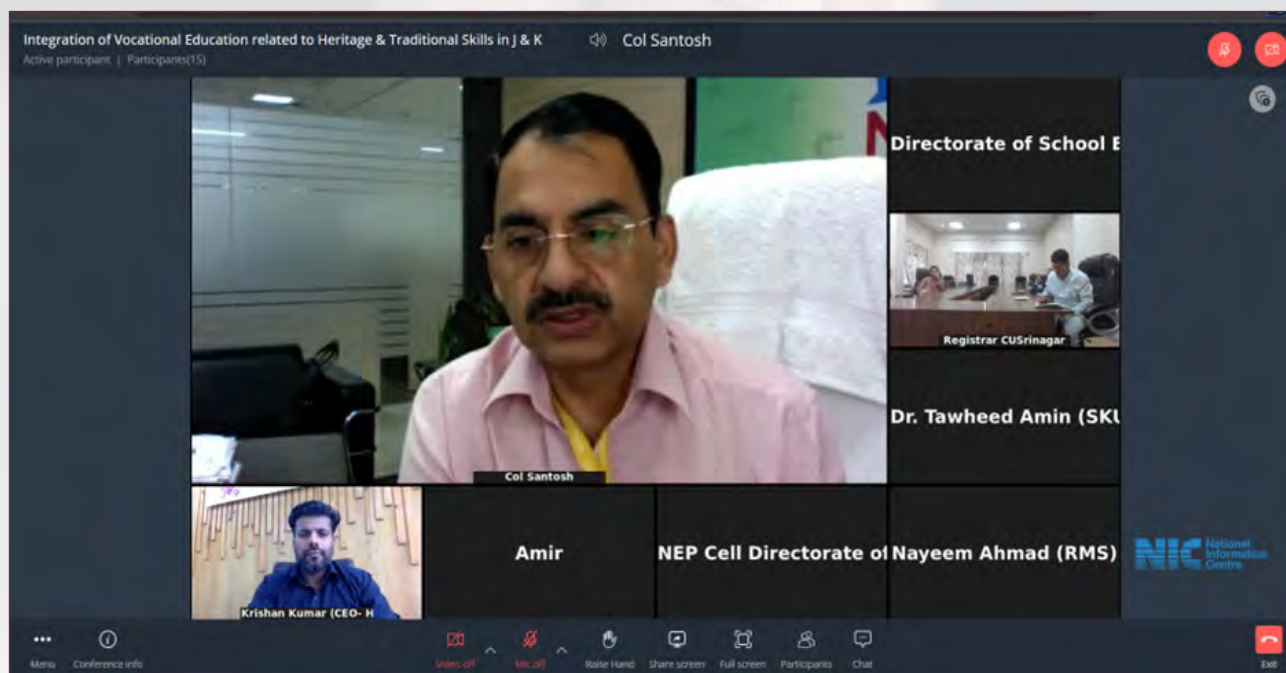 Integration of Vocational Education related to Heritage & Traditional Skills in J & K
Col Santosh
Active participant | Participants(15)
Directorate of School E
Registrar CUSrinagar
Dr. Tawheed Amin (SKU
Col Santosh
Krishan Kumar (CEO- H
Amir
NEP Cell Directorate of
Nayeem Ahmad (RMS)
NIC National
Informatics
Centre
Menu
Conference info
Video off
Mic off
Raise Hand
Share screen
Full screen
Participants
Chat
Exit